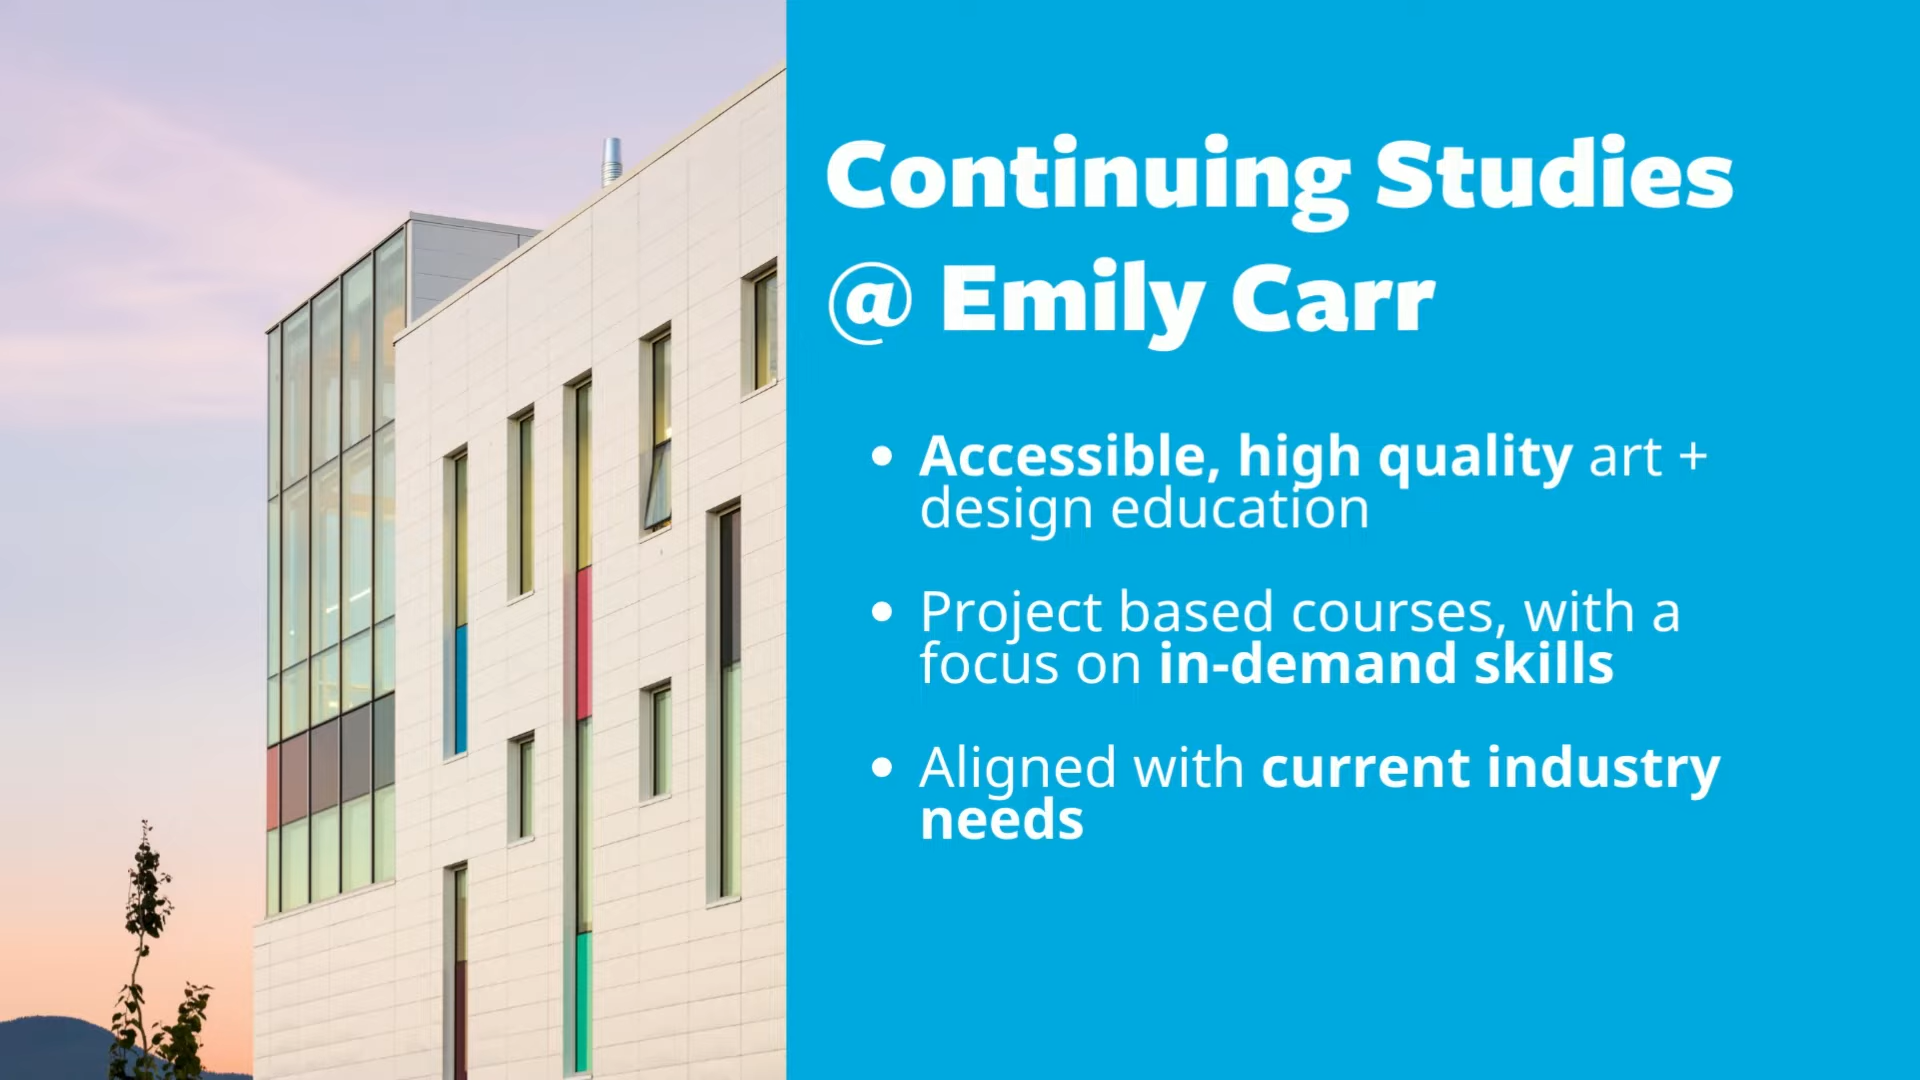 Continuing Studies
@ Emily Carr
• Accessible, high quality art +
design education
• Project based courses, with a
focus on in-demand skills
• Aligned with current industry
needs